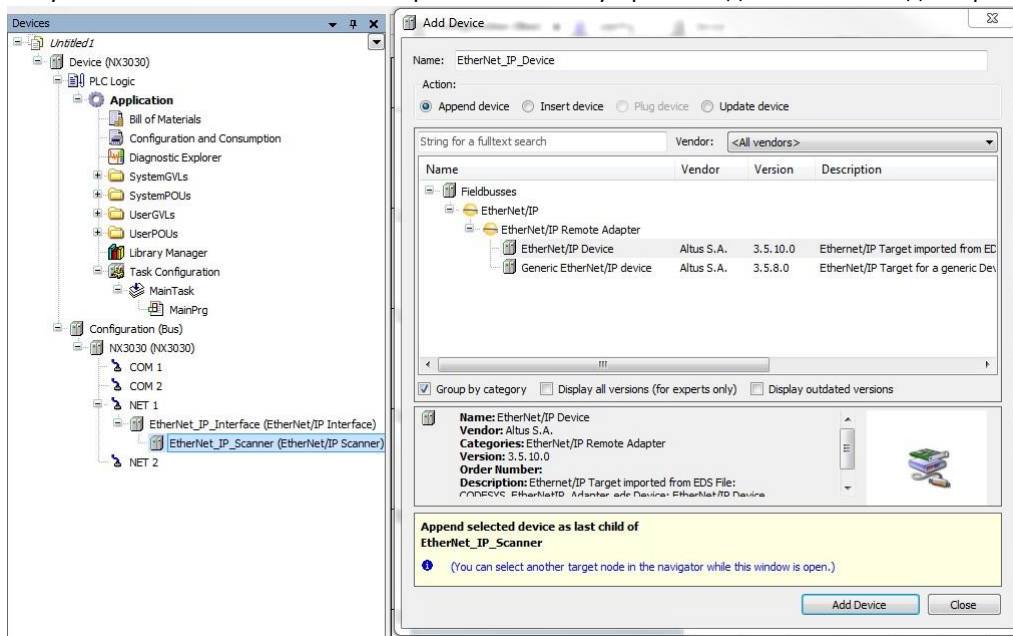 Devices
Untitled1
Device (NX3030)
PLC Logic
Application
Bill of Materials
Configuration and Consumption
Diagnostic Explorer
SystemGVLs
SystemPOUs
UserGVLs
UserPOUs
Library Manager
Task Configuration
MainTask
MainPrg
Configuration (Bus)
NX3030 (NX3030)
COM 1
COM 2
NET 1
EtherNet_IP_Interface (EtherNet/IP Interface)
EtherNet_IP_Scanner (EtherNet/IP Scanner)
NET 2
Add Device
Name: EtherNet_IP_Device
Action:
Append device Insert device Plug device Update device
String for a fulltext search Vendor: <All vendors>
Name Vendor Version Description
Fieldbusses
EtherNet/IP
EtherNet/IP Remote Adapter
EtherNet/IP Device Altus S.A. 3.5.10.0 Ethernet/IP Target imported from ED
Generic EtherNet/IP device Altus S.A. 3.5.8.0 EtherNet/IP Target for a generic Dev
Group by category Display all versions (for experts only) Display outdated versions
Name: EtherNet/IP Device
Vendor: Altus S.A.
Categories: EtherNet/IP Remote Adapter
Version: 3.5.10.0
Order Number:
Description: Ethernet/IP Target imported from EDS File:
CODESYS_EtherNetIP_Adapter.eds Device: EtherNet/IP Device
Append selected device as last child of
EtherNet_IP_Scanner
(You can select another target node in the navigator while this window is open.)
Add Device Close